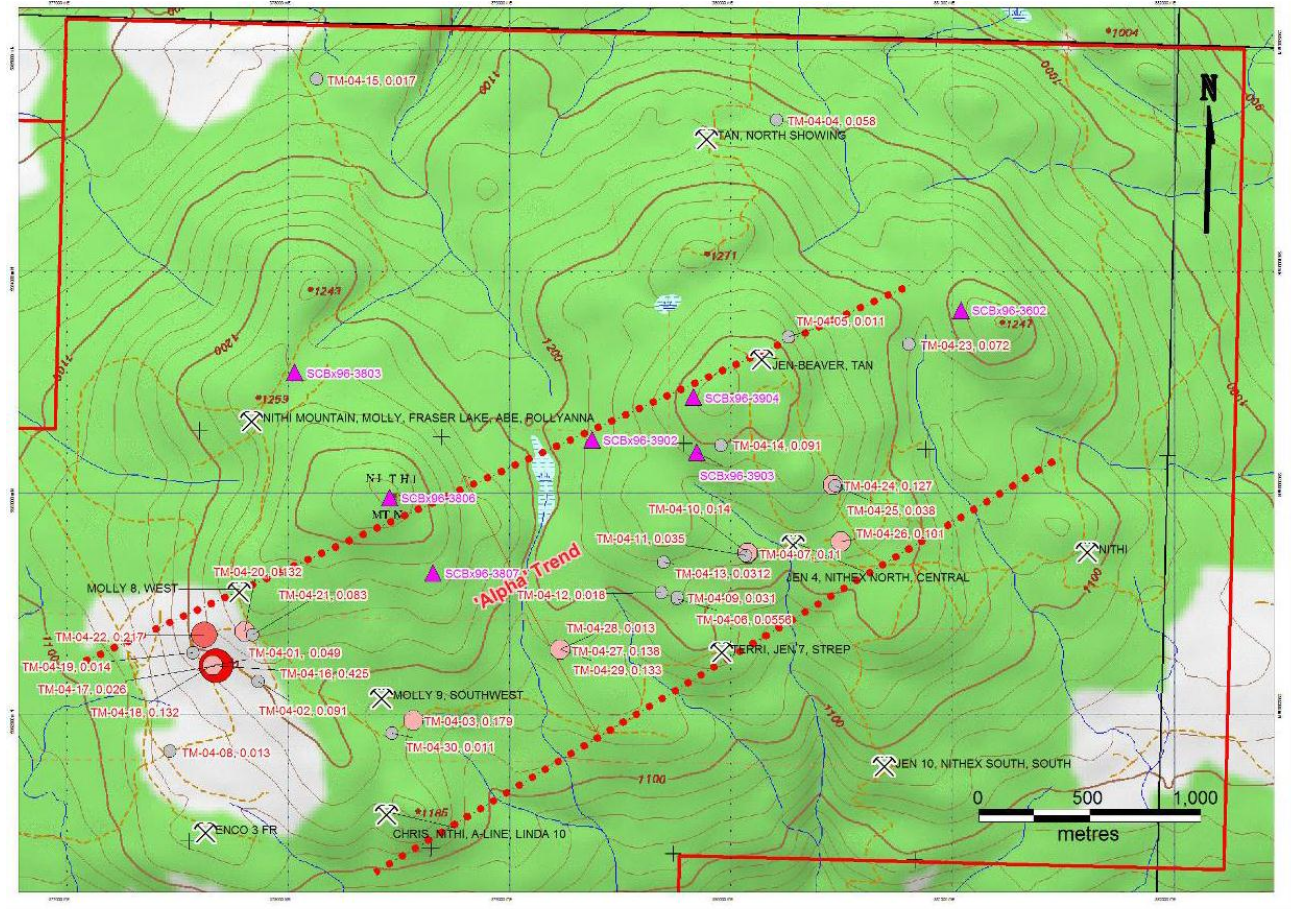 1004
1100
1000
900
N
TM-04-15, 0.017
TM-04-04, 0.058
TAN, NORTH SHOWING
1271
1243
SCBx96-3602
1247
TM-04-05, 0.011
TM-04-23, 0.072
1200
1200
1100
JEN-BEAVER, TAN
SCBx96-3803
1000
1253
SCBx96-3904
NITHI MOUNTAIN, MOLLY, FRASER LAKE, ABE, POLLYANNA
SCBx96-3902
TM-04-14, 0.091
SCBx96-3903
NITHI
MTN
SCBx96-3806
TM-04-24, 0.127
TM-04-10, 0.14
TM-04-25, 0.038
TM-04-11, 0.035
TM-04-26, 0.101
TM-04-07, 0.11
NITHI
SCBx96-3807
'Alpha' Trend
TM-04-20, 0.132
TM-04-13, 0.0312
JEN 4, NITHEX NORTH, CENTRAL
1100
MOLLY 8, WEST
TM-04-21, 0.083
TM-04-12, 0.018
TM-04-09, 0.031
TM-04-06, 0.0556
TM-04-28, 0.013
TM-04-22, 0.217
1100
TM-04-01, 0.049
TM-04-27, 0.138
TERRI, JEN 7, STREP
TM-04-19, 0.014
TM-04-16, 0.425
TM-04-29, 0.133
TM-04-17, 0.026
MOLLY 9, SOUTHWEST
TM-04-18, 0.132
TM-04-02, 0.091
TM-04-03, 0.179
1100
TM-04-30, 0.011
TM-04-08, 0.013
JEN 10, NITHEX SOUTH, SOUTH
1100
0 500 1,000
metres
1185
ENCO 3 FR
CHRIS, NITHI, A-LINE, LINDA 10